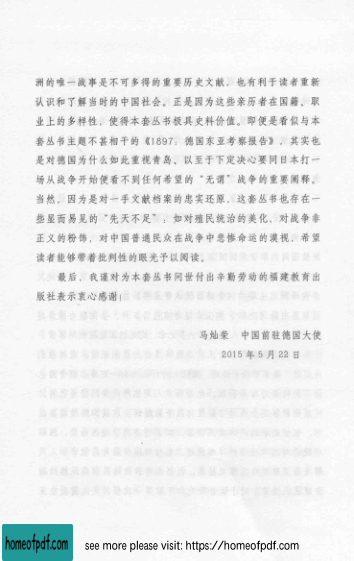 洲的唯一战事是不可多得的重要历史文献，也有利于读者重新
认识和了解当时的中国社会。正是因为这些亲历者在国籍、职
业上的多样性，使得本套丛书极具史料价值。即便是看似与本
套丛书主题不甚相干的《1897：德国东亚考察报告》，其实也
是对德国为什么如此重视青岛，以至于下定决心要同日本打一
场从战争开始便看不到任何希望的“无谓”战争的重要阐释。
当然，因为是对一手文献档案的忠实还原，这套丛书也存在一
些显而易见的“先天不足”：如对殖民统治的美化、对战争非
正义的粉饰、对中国普通民众在战争中悲惨命运的漠视，希望
读者能够带着批判性的眼光予以阅读。
最后，我谨对为本套丛书问世付出辛勤劳动的福建教育出
版社表示衷心感谢！
马灿荣 中国前驻德国大使
2015年5月22日
homeofpdf.com
see more please visit: https://homeofpdf.com